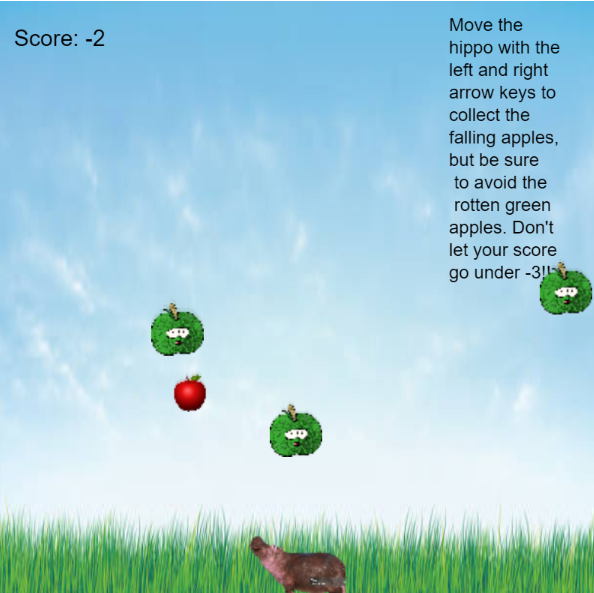 Score: -2
Move the
hippo with the
left and right
arrow keys to
collect the
falling apples,
but be sure
to avoid the
rotten green
apples. Don't
let your score
go under -3!!